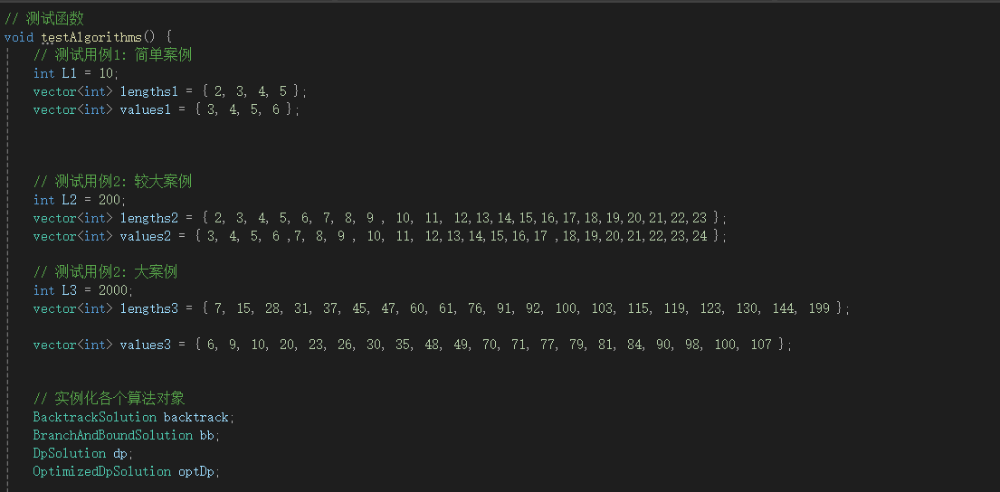 // 测试函数
void testAlgorithms() {
// 测试用例1: 简单案例
int L1 = 10;
vector<int> lengths1 = { 2, 3, 4, 5 };
vector<int> values1 = { 3, 4, 5, 6 };
// 测试用例2: 较大案例
int L2 = 200;
vector<int> lengths2 = { 2, 3, 4, 5, 6, 7, 8, 9 , 10, 11, 12,13,14,15,16,17,18,19,20,21,22,23 };
vector<int> values2 = { 3, 4, 5, 6 ,7, 8, 9 , 10, 11, 12,13,14,15,16,17 ,18,19,20,21,22,23,24 };
// 测试用例2: 大案例
int L3 = 2000;
vector<int> lengths3 = { 7, 15, 28, 31, 37, 45, 47, 60, 61, 76, 91, 92, 100, 103, 115, 119, 123, 130, 144, 199 };
vector<int> values3 = { 6, 9, 10, 20, 23, 26, 30, 35, 48, 49, 70, 71, 77, 79, 81, 84, 90, 98, 100, 107 };
// 实例化各个算法对象
BacktrackSolution backtrack;
BranchAndBoundSolution bb;
DpSolution dp;
OptimizedDpSolution optDp;